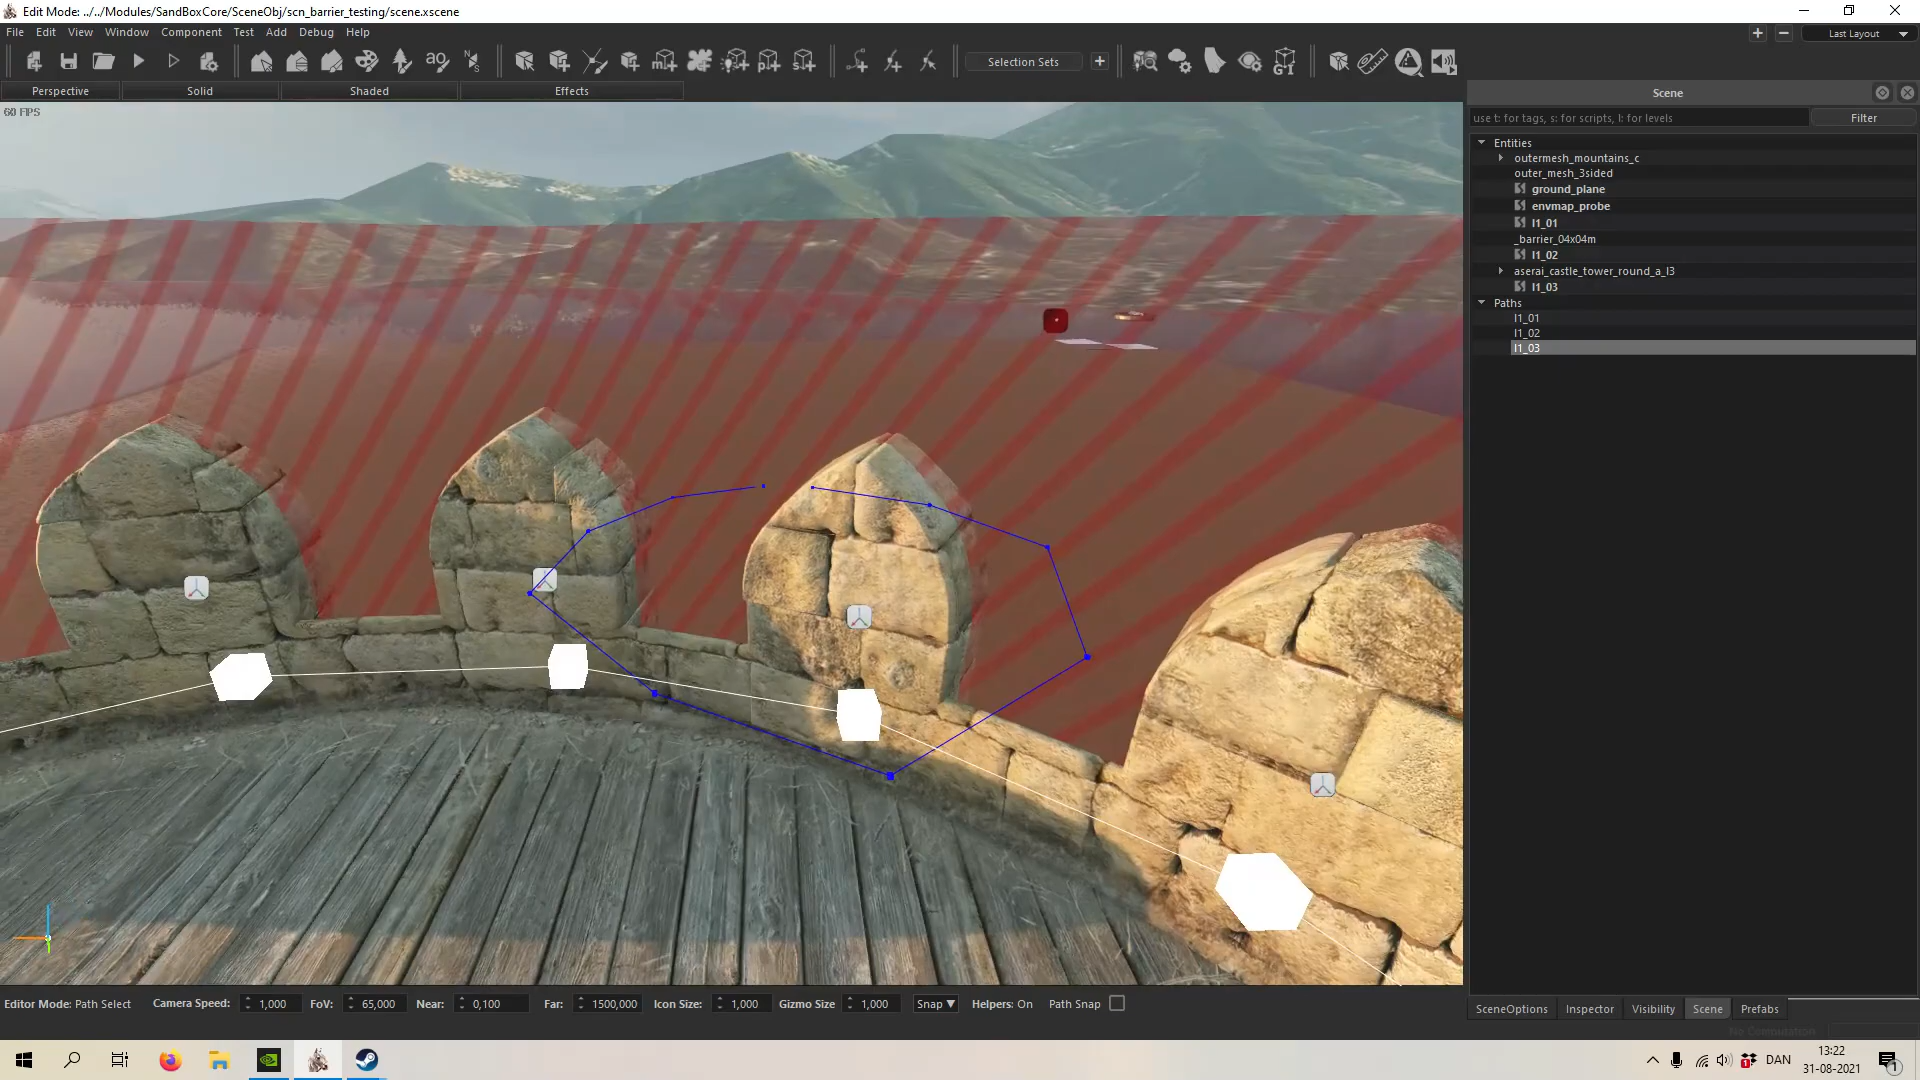 Edit Mode: ../../Modules/SandBoxCore/SceneObj/scn_barrier_testing/scene.xscene
File Edit View Window Component Test Add Debug Help
Last Layout
Selection Sets
Perspective Solid Shaded Effects
Scene
60 FPS
use t: for tags, s: for scripts, l: for levels
Filter
Entities
outermesh_mountains_c
outer_mesh_3sided
ground_plane
envmap_probe
l1_01
_barrier_04x04m
l1_02
aserai_castle_tower_round_a_l3
l1_03
Paths
l1_01
l1_02
l1_03
Editor Mode: Path Select Camera Speed: 1,000 FoV: 65,000 Near: 0,100 Far: 1500,000 Icon Size: 1,000 Gizmo Size 1,000 Snap Helpers: On Path Snap
SceneOptions Inspector Visibility Scene Prefabs
No Computation
DAN
13:22
31-08-2021